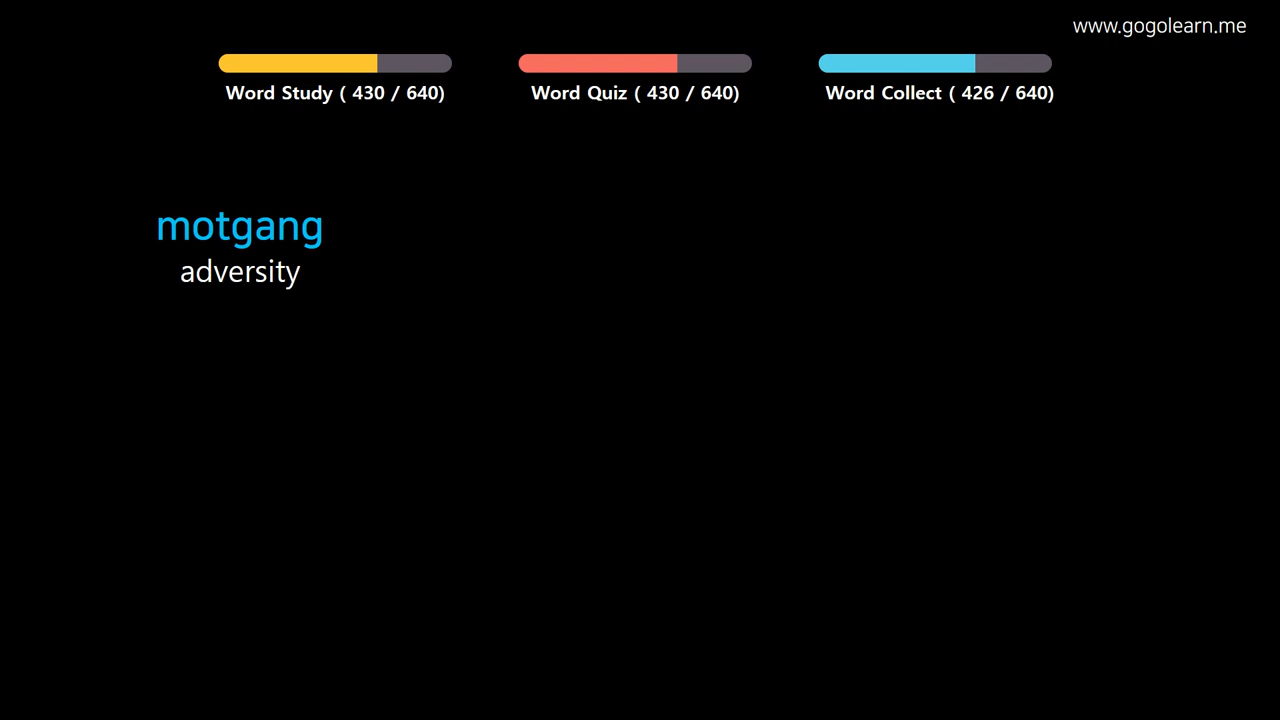 www.gogolearn.me
Word Study ( 430 / 640)
Word Quiz ( 430 / 640)
Word Collect ( 426 / 640)
motgang
adversity